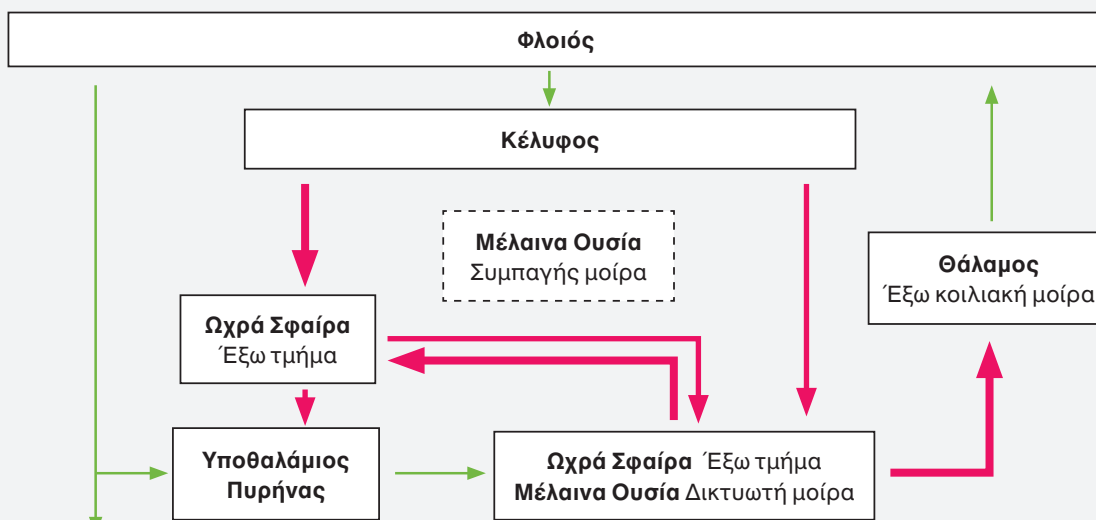 Φλοιός
Κέλυφος
Μέλαινα Ουσία
Συμπαγής μοίρα
Θάλαμος
Έξω κοιλιακή μοίρα
Ωχρά Σφαίρα
Έξω τμήμα
Υποθαλάμιος
Πυρήνας
Ωχρά Σφαίρα Έξω τμήμα
Μέλαινα Ουσία Δικτυωτή μοίρα